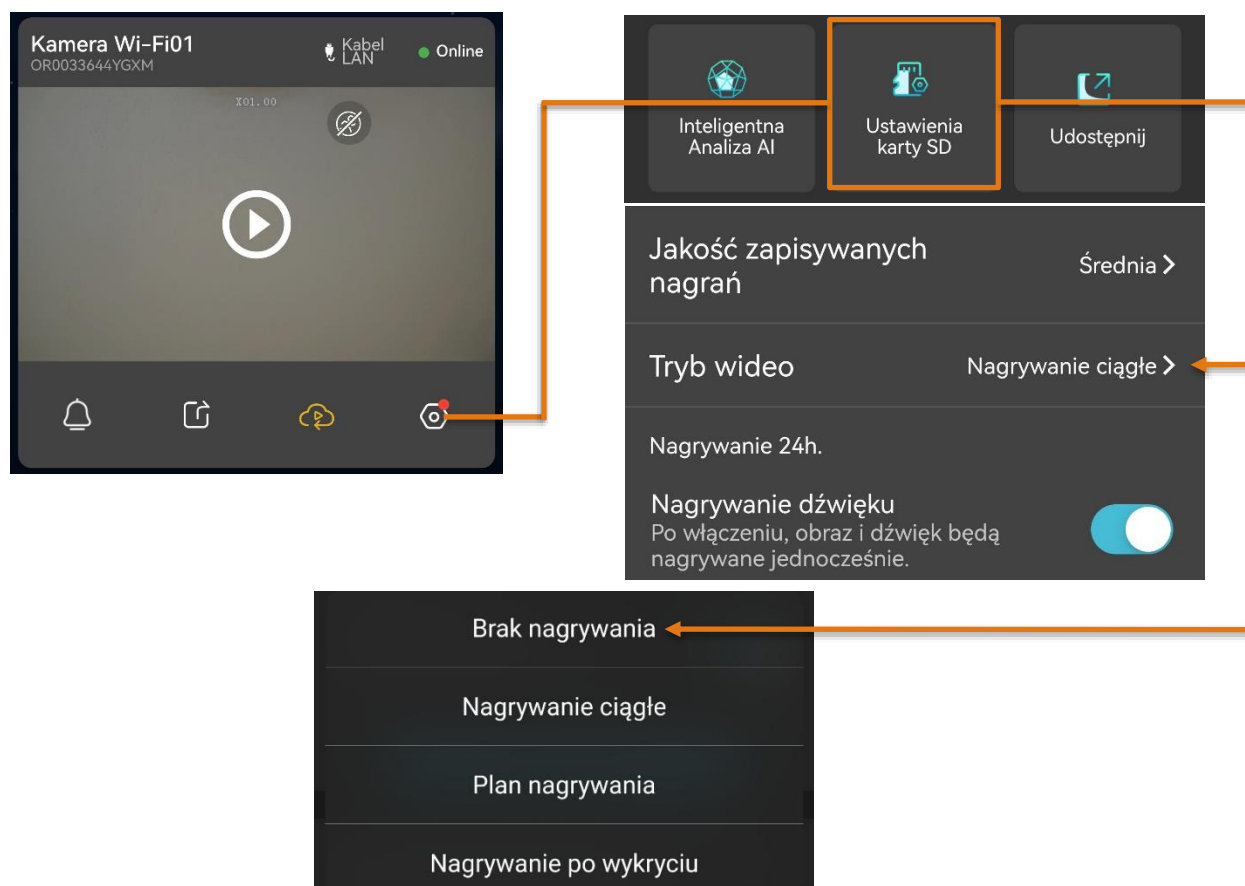 Kamera Wi-Fi01
OR0033644YGXM
Kabel
LAN
Online
X01.00
Inteligentna
Analiza AI
Ustawienia
karty SD
Udostępnij
Jakość zapisywanych
nagrań
Średnia
Tryb wideo
Nagrywanie ciągłe
Nagrywanie 24h.
Nagrywanie dźwięku
Po włączeniu, obraz i dźwięk będą
nagrywane jednocześnie.
Brak nagrywania
Nagrywanie ciągłe
Plan nagrywania
Nagrywanie po wykryciu